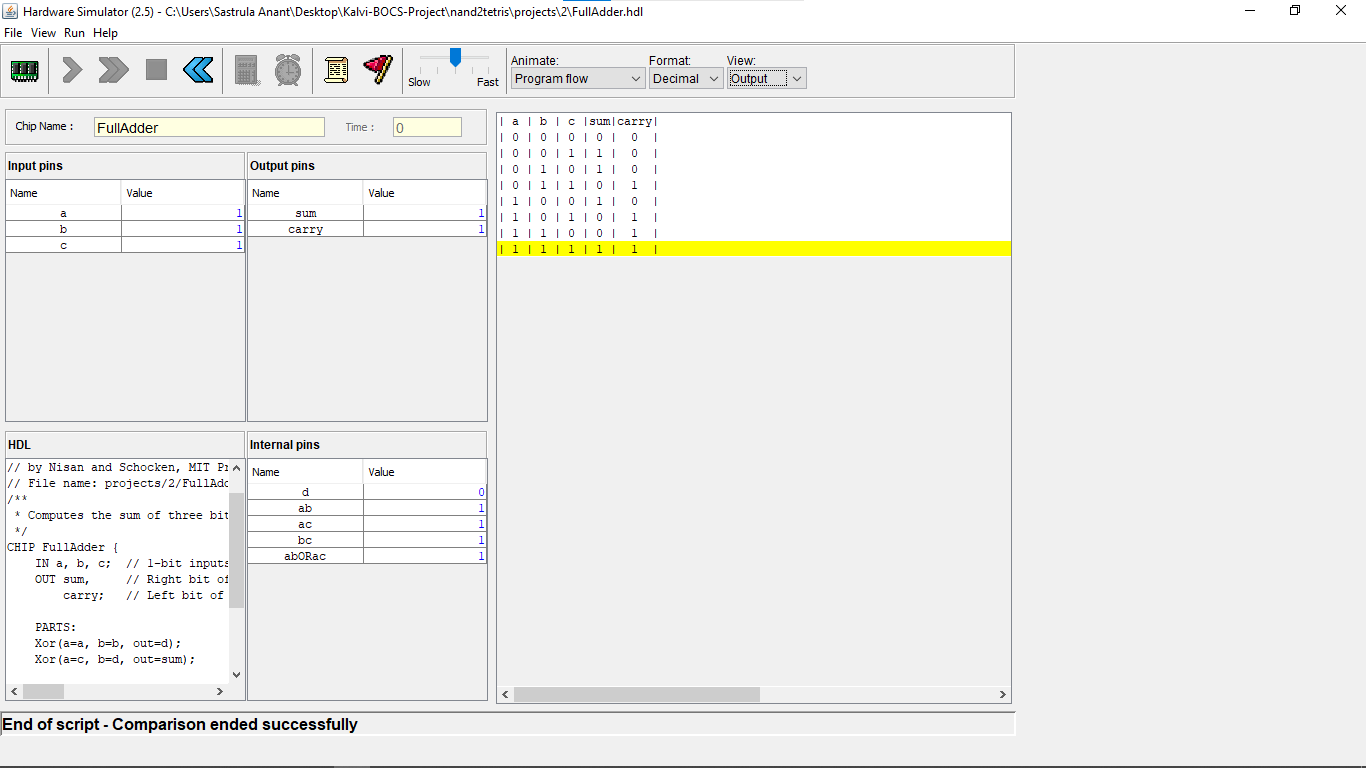 Hardware Simulator (2.5) - C:\Users\Sastrula Anant\Desktop\Kalvi-BOCS-Project\nand2tetris\projects\2\FullAdder.hdl
File View Run Help
Animate: Format: View:
Slow Fast Program flow Decimal Output
Chip Name : FullAdder Time : 0
Input pins
Name Value
a 1
b 1
c 1
Output pins
Name Value
sum 1
carry 1
| a | b | c |sum|carry|
| 0 | 0 | 0 | 0 | 0 |
| 0 | 0 | 1 | 1 | 0 |
| 0 | 1 | 0 | 1 | 0 |
| 0 | 1 | 1 | 0 | 1 |
| 1 | 0 | 0 | 1 | 0 |
| 1 | 0 | 1 | 0 | 1 |
| 1 | 1 | 0 | 0 | 1 |
| 1 | 1 | 1 | 1 | 1 |
HDL
// by Nisan and Schocken, MIT Pr
// File name: projects/2/FullAdd
/**
* Computes the sum of three bit
*/
CHIP FullAdder {
IN a, b, c; // 1-bit inputs
OUT sum, // Right bit of
carry; // Left bit of
PARTS:
Xor(a=a, b=b, out=d);
Xor(a=c, b=d, out=sum);
Internal pins
Name Value
d 0
ab 1
ac 1
bc 1
abORac 1
End of script - Comparison ended successfully